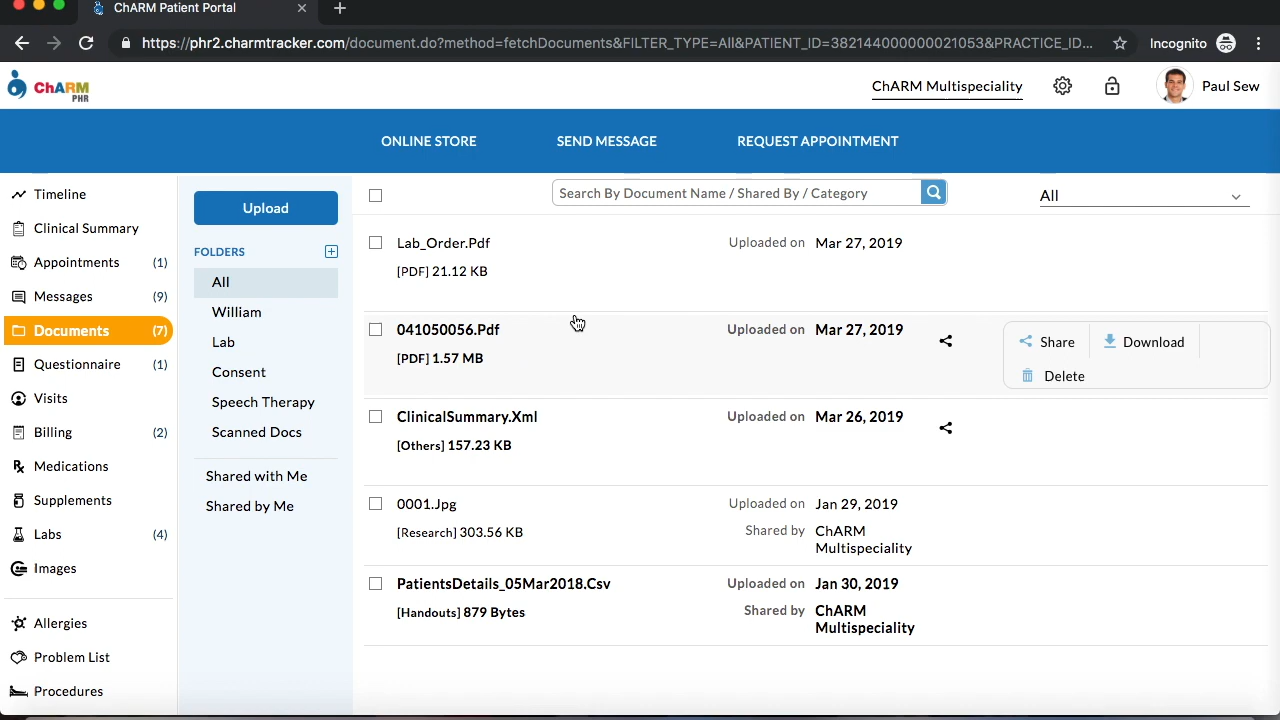 ChARM Patient Portal
https://phr2.charmtracker.com/document.do?method=fetchDocuments&FILTER_TYPE=All&PATIENT_ID=382144000000021053&PRACTICE_ID...
Incognito
ChARM
PHR
ChARM Multispeciality
Paul Sew
ONLINE STORE
SEND MESSAGE
REQUEST APPOINTMENT
Timeline
Clinical Summary
Appointments (1)
Messages (9)
Documents (7)
Questionnaire (1)
Visits
Billing (2)
Medications
Supplements
Labs (4)
Images
Allergies
Problem List
Procedures
Upload
FOLDERS
All
William
Lab
Consent
Speech Therapy
Scanned Docs
Shared with Me
Shared by Me
Search By Document Name / Shared By / Category
All
Lab_Order.Pdf Uploaded on Mar 27, 2019
[PDF] 21.12 KB
041050056.Pdf Uploaded on Mar 27, 2019
[PDF] 1.57 MB
Share
Download
Delete
ClinicalSummary.Xml Uploaded on Mar 26, 2019
[Others] 157.23 KB
0001.Jpg Uploaded on Jan 29, 2019
[Research] 303.56 KB Shared by ChARM
Multispeciality
PatientsDetails_05Mar2018.Csv Uploaded on Jan 30, 2019
[Handouts] 879 Bytes Shared by ChARM
Multispeciality